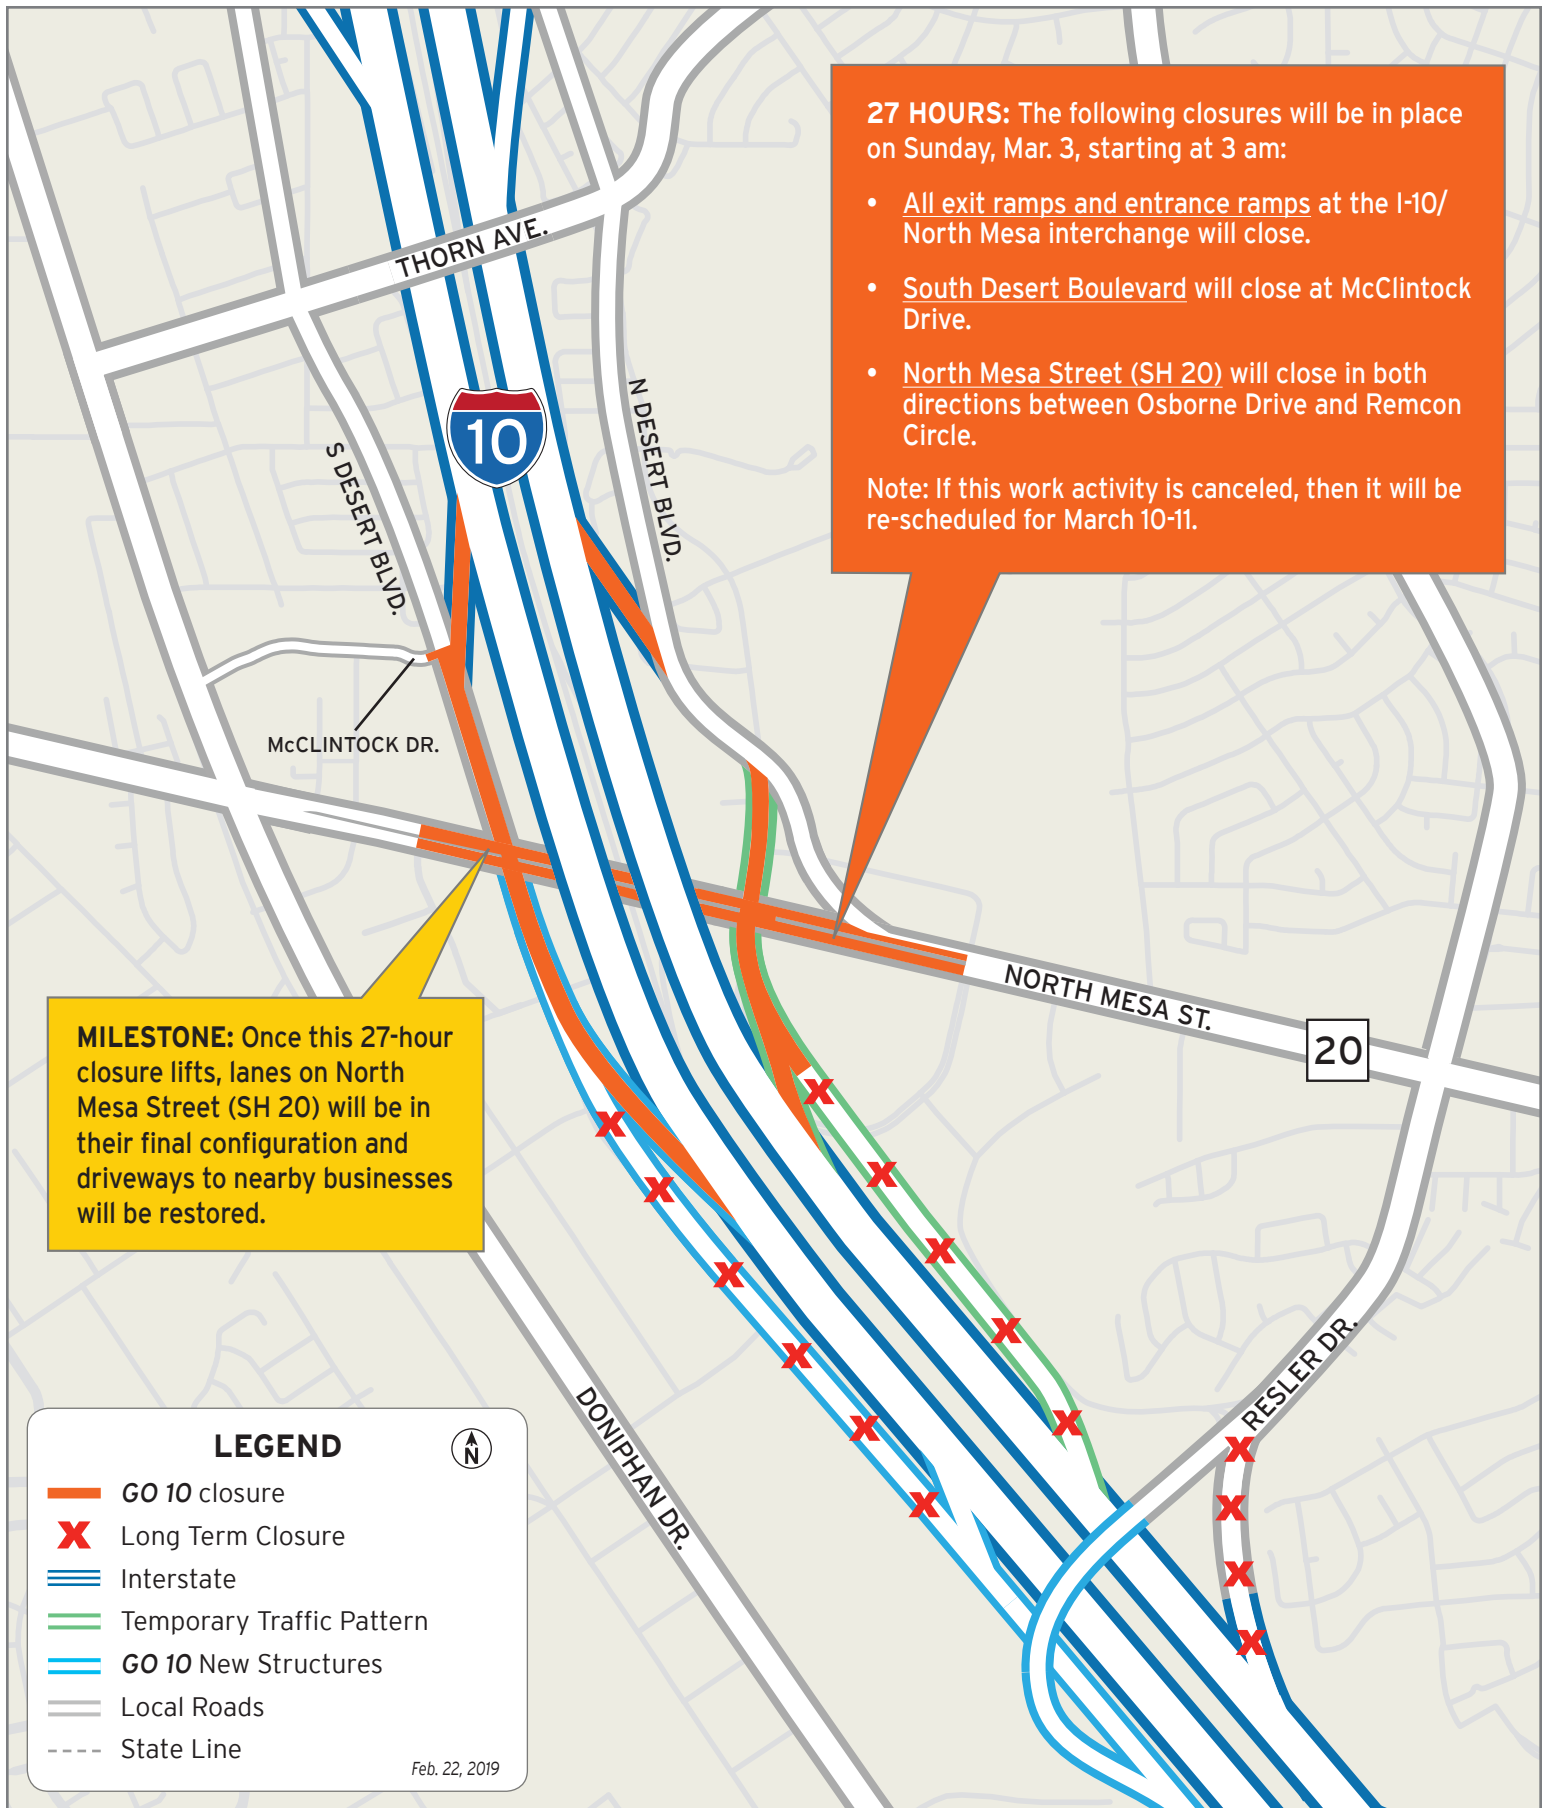 27 HOURS: The following closures will be in place
on Sunday, Mar. 3, starting at 3 am:
• All exit ramps and entrance ramps at the I-10/
North Mesa interchange will close.
• South Desert Boulevard will close at McClintock
Drive.
• North Mesa Street (SH 20) will close in both
directions between Osborne Drive and Remcon
Circle.
Note: If this work activity is canceled, then it will be
re-scheduled for March 10-11.
THORN AVE.
10
N DESERT BLVD.
S DESERT BLVD.
McCLINTOCK DR.
NORTH MESA ST.
20
MILESTONE: Once this 27-hour
closure lifts, lanes on North
Mesa Street (SH 20) will be in
their final configuration and
driveways to nearby businesses
will be restored.
RESLER DR.
DONIPHAN DR.
LEGEND
N
GO 10 closure
X Long Term Closure
Interstate
Temporary Traffic Pattern
GO 10 New Structures
Local Roads
State Line
Feb. 22, 2019